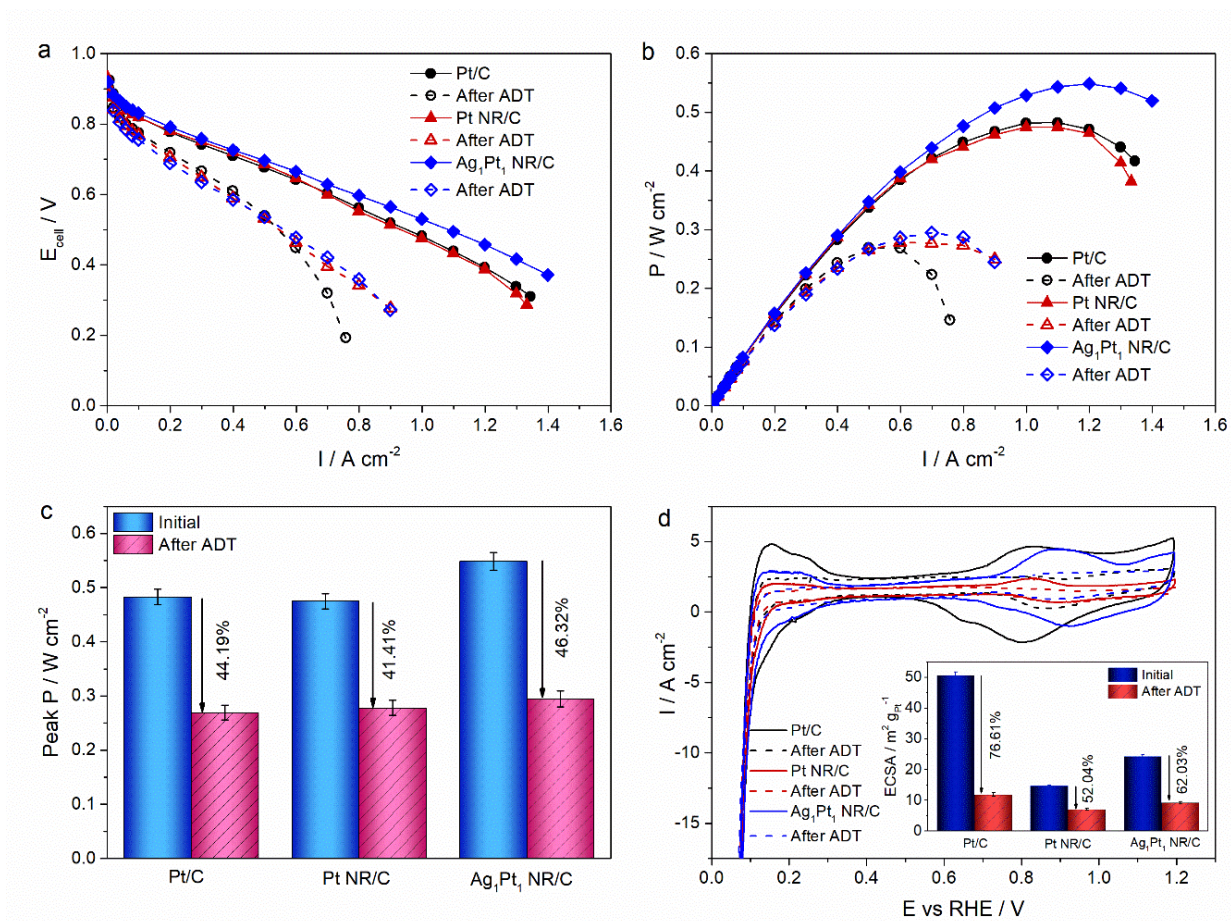 a
E_cell / V
1.0
0.8
0.6
0.4
0.2
0.0
0.0 0.2 0.4 0.6 0.8 1.0 1.2 1.4 1.6
I / A cm⁻²
Pt/C
After ADT
Pt NR/C
After ADT
Ag₁Pt₁ NR/C
After ADT
b
P / W cm⁻²
0.6
0.5
0.4
0.3
0.2
0.1
0.0
0.0 0.2 0.4 0.6 0.8 1.0 1.2 1.4 1.6
I / A cm⁻²
Pt/C
After ADT
Pt NR/C
After ADT
Ag₁Pt₁ NR/C
After ADT
c
Peak P / W cm⁻²
0.6
0.5
0.4
0.3
0.2
0.1
0.0
Initial
After ADT
44.19%
41.41%
46.32%
Pt/C Pt NR/C Ag₁Pt₁ NR/C
d
I / A cm⁻²
5
0
-5
-10
-15
0.0 0.2 0.4 0.6 0.8 1.0 1.2
E vs RHE / V
Pt/C
After ADT
Pt NR/C
After ADT
Ag₁Pt₁ NR/C
After ADT
ECSA / m² g_Pt⁻¹
50
40
30
20
10
0
Initial
After ADT
76.61%
52.04%
62.03%
Pt/C Pt NR/C Ag₁Pt₁ NR/C